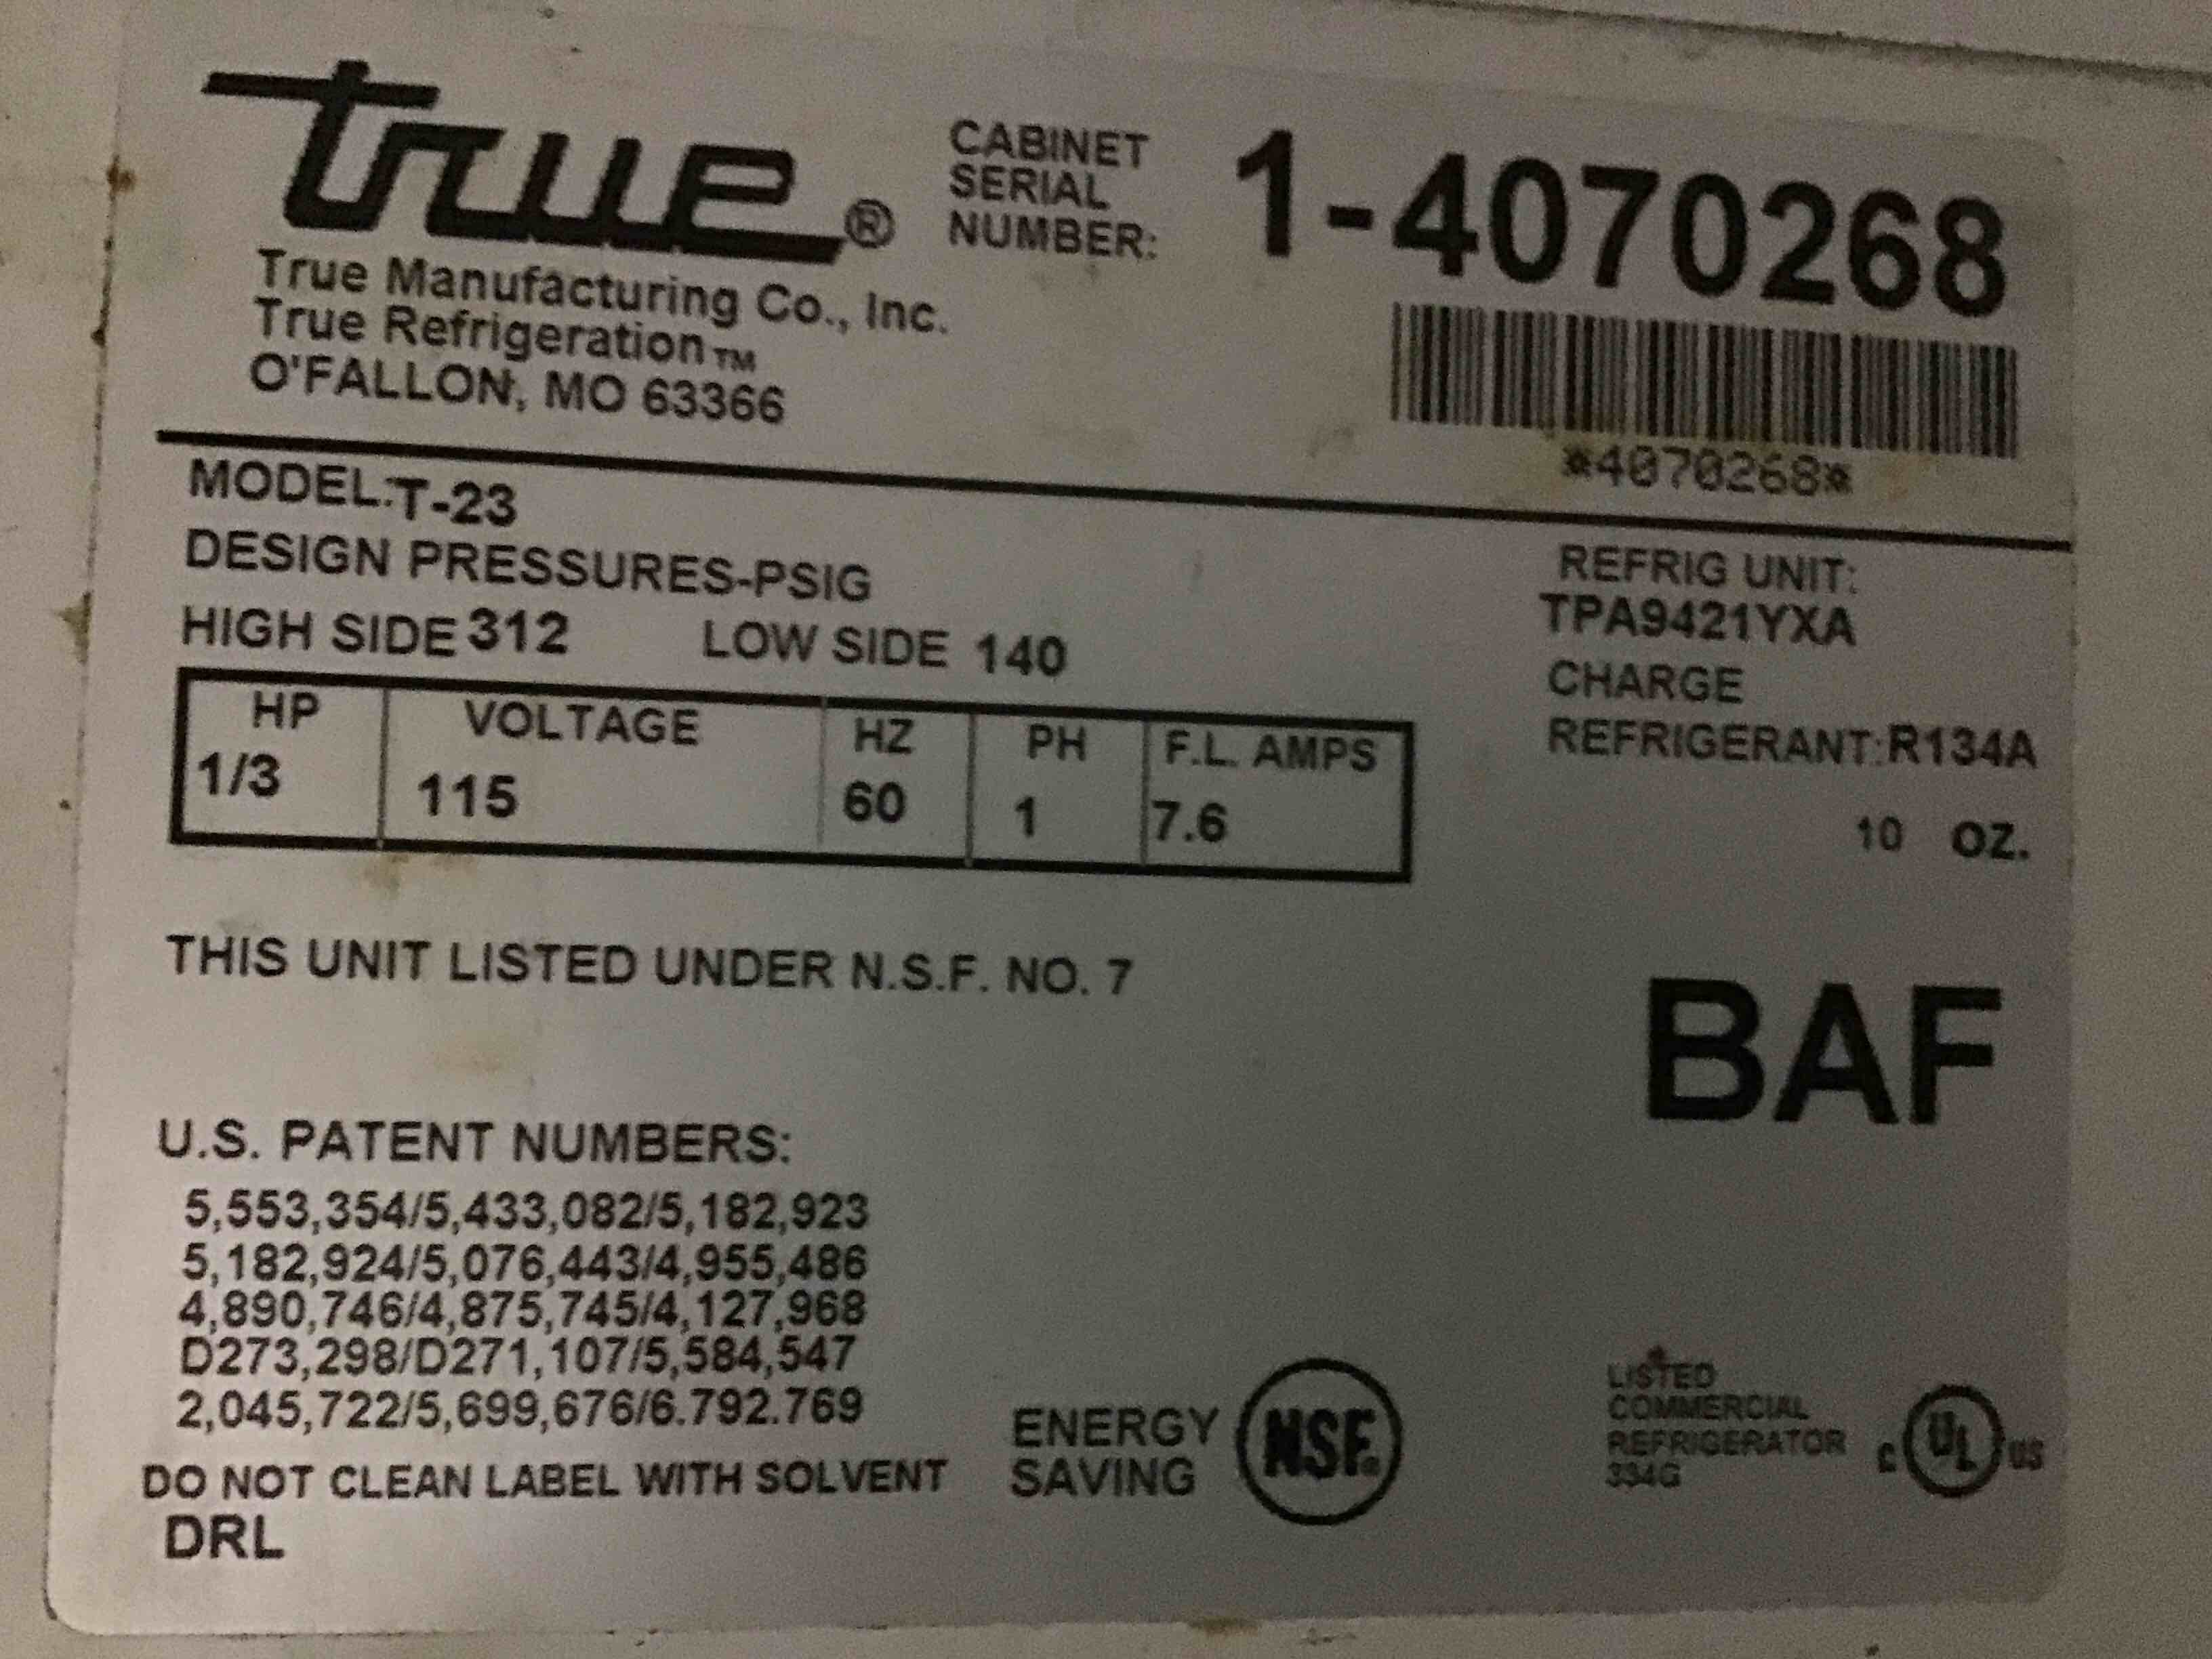 true®
CABINET
SERIAL
NUMBER:
1-4070268
True Manufacturing Co., Inc.
True Refrigeration™
O'FALLON, MO 63366
*4070268*
MODEL:T-23
DESIGN PRESSURES-PSIG
HIGH SIDE 312 LOW SIDE 140
REFRIG UNIT:
TPA9421YXA
CHARGE
REFRIGERANT:R134A
10 OZ.
HP VOLTAGE HZ PH F.L. AMPS
1/3 115 60 1 7.6
THIS UNIT LISTED UNDER N.S.F. NO. 7
BAF
U.S. PATENT NUMBERS:
5,553,354/5,433,082/5,182,923
5,182,924/5,076,443/4,955,486
4,890,746/4,875,745/4,127,968
D273,298/D271,107/5,584,547
2,045,722/5,699,676/6.792.769
DO NOT CLEAN LABEL WITH SOLVENT
DRL
ENERGY
SAVING
NSF®
LISTED
COMMERCIAL
REFRIGERATOR
334G
C UL US